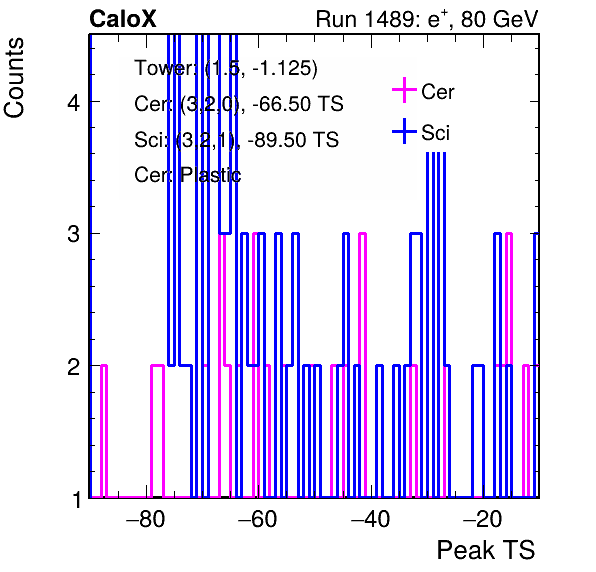 CaloX Run 1489: e+, 80 GeV
Counts
Tower: (1.5, -1.125)
Cer: (3,2,0), -66.50 TS
Sci: (3,2,1), -89.50 TS
Cer: Plastic
Cer
Sci
4
3
2
1
−80 −60 −40 −20
Peak TS